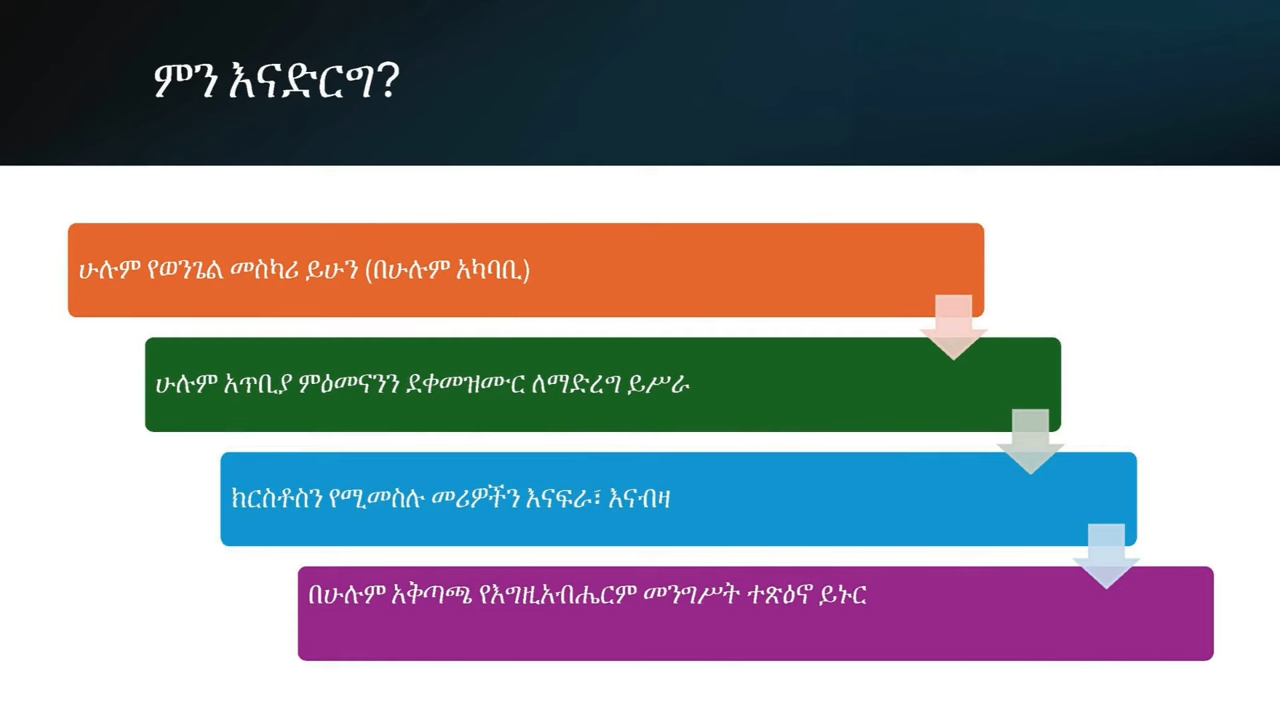 ምን እናድርግ?
ሁሉም የወንጌል መስካሪ ይሁን (በሁሉም አካባቢ)
ሁሉም አጥቢያ ምዕመናንን ደቀመዝሙር ለማድረግ ይሥራ
ክርስቶስን የሚመስሉ መሪዎችን እናፍራ፣ እናብዛ
በሁሉም አቅጣጫ የእግዚአብሔርም መንግሥት ተጽዕኖ ይኑር